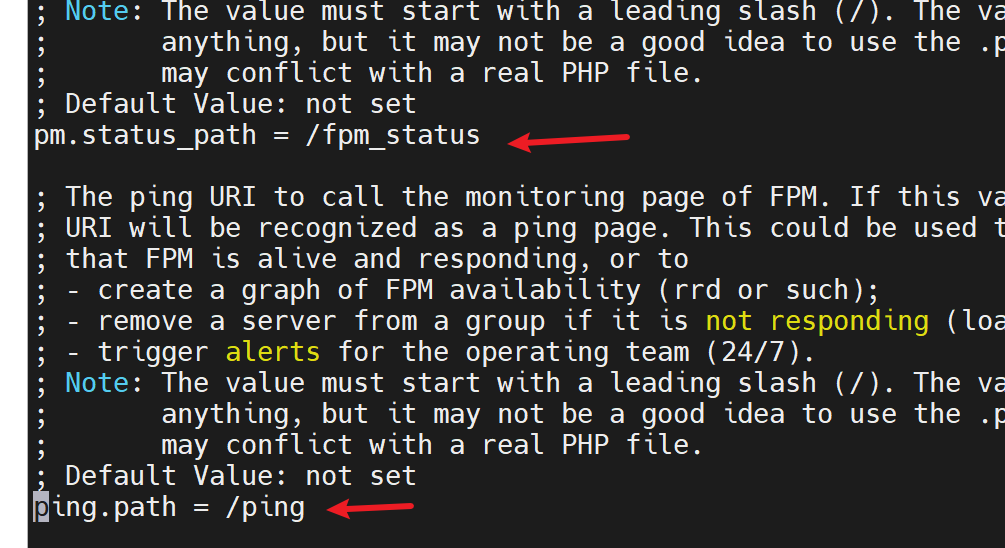 ; Note: The value must start with a leading slash (/). The
;       anything, but it may not be a good idea to use the
;       may conflict with a real PHP file.
; Default Value: not set
pm.status_path = /fpm_status
; The ping URI to call the monitoring page of FPM. If this
; URI will be recognized as a ping page. This could be used
; that FPM is alive and responding, or to
; - create a graph of FPM availability (rrd or such);
; - remove a server from a group if it is not responding
; - trigger alerts for the operating team (24/7).
; Note: The value must start with a leading slash (/). The
;       anything, but it may not be a good idea to use the
;       may conflict with a real PHP file.
; Default Value: not set
ping.path = /ping